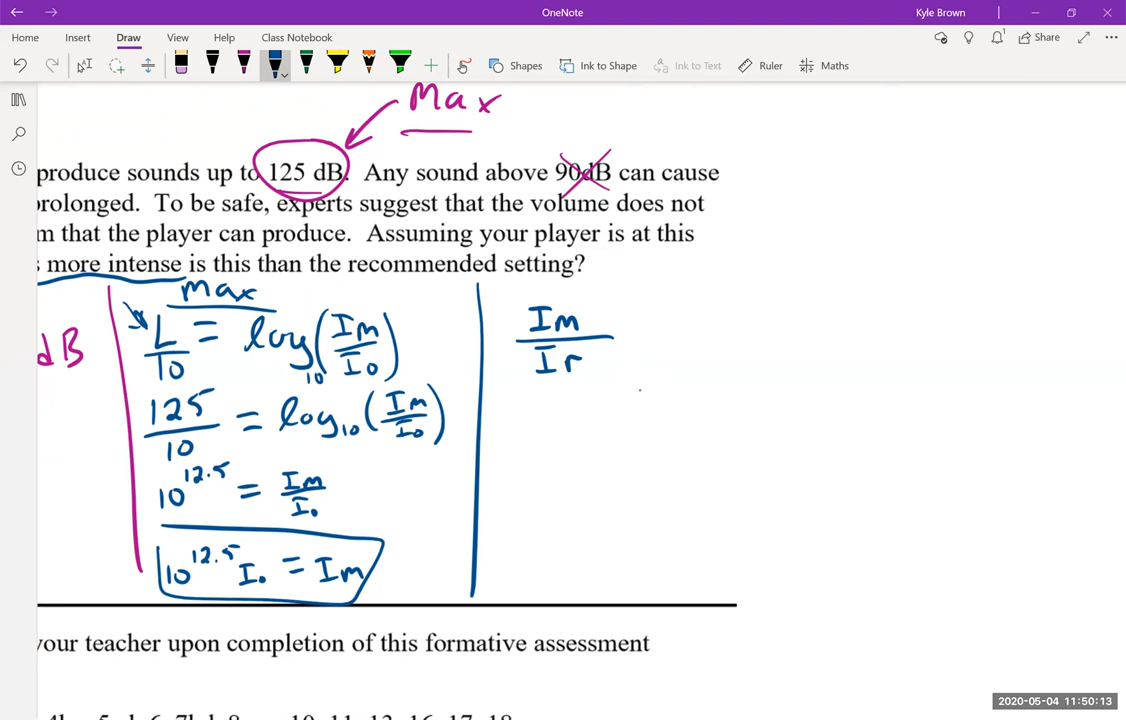 OneNote
Kyle Brown
Home Insert Draw View Help Class Notebook
Share
Shapes Ink to Shape Ink to Text Ruler Maths
Max
produce sounds up to 125 dB. Any sound above 90dB can cause
prolonged. To be safe, experts suggest that the volume does not
m that the player can produce. Assuming your player is at this
more intense is this than the recommended setting?
max
dB
L/10 = log10(Im/I0)
125/10 = log10(Im/I0)
10^12.5 = Im/I0
10^12.5 I0 = Im
Im/Ir
your teacher upon completion of this formative assessment
2020-05-04 11:50:13